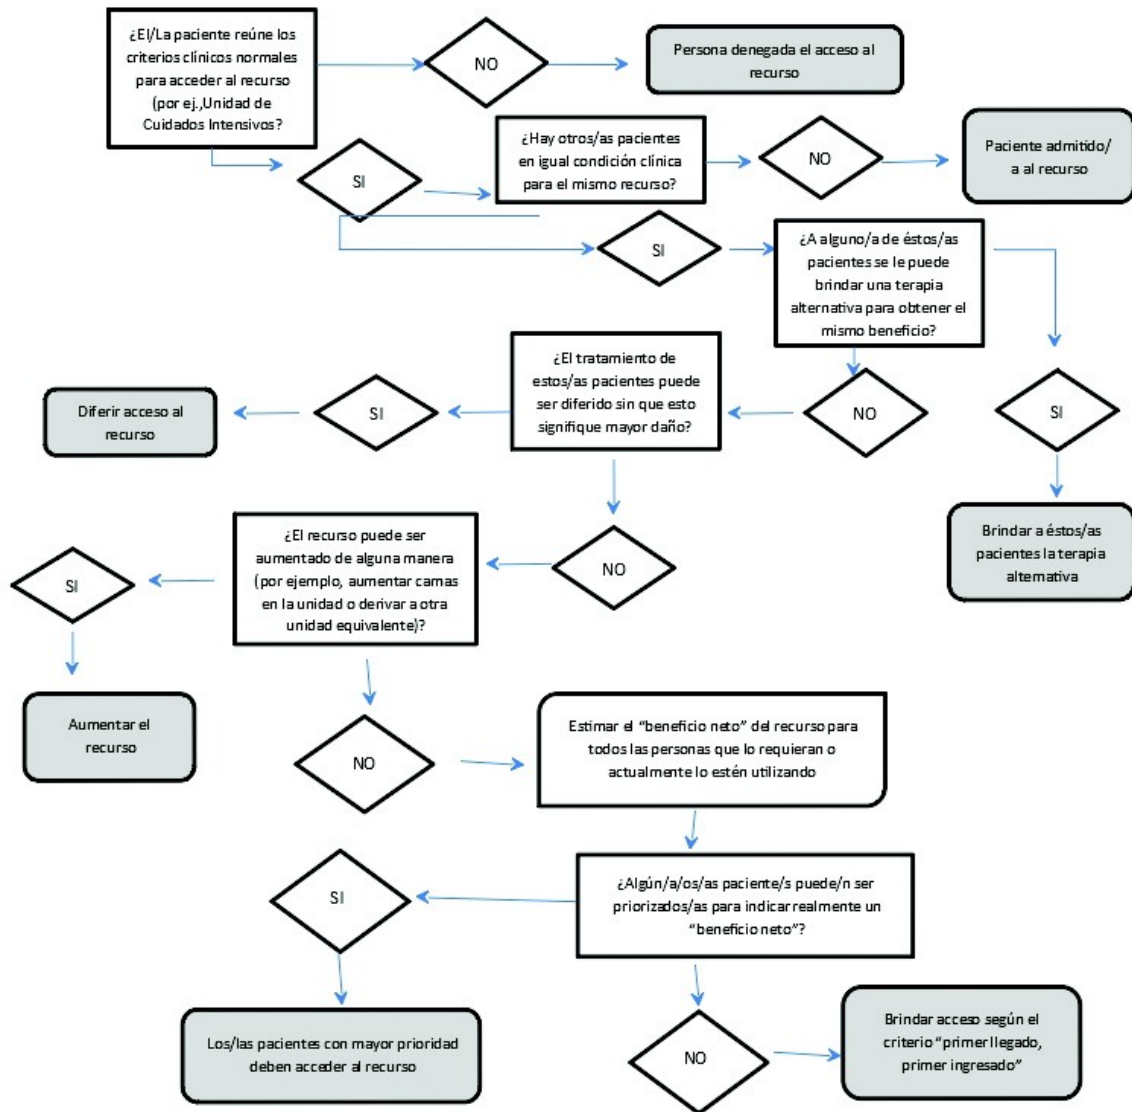 ¿El/La paciente reúne los
criterios clínicos normales
para acceder al recurso
(por ej.,Unidad de
Cuidados Intensivos?
NO
Persona denegada el acceso al
recurso
SI
¿Hay otros/as pacientes
en igual condición clínica
para el mismo recurso?
NO
Paciente admitido/
a al recurso
SI
¿A alguno/a de éstos/as
pacientes se le puede
brindar una terapia
alternativa para obtener el
mismo beneficio?
SI
Brindar a éstos/as
pacientes la terapia
alternativa
NO
¿El tratamiento de
estos/as pacientes puede
ser diferido sin que esto
signifique mayor daño?
SI
Diferir acceso al
recurso
NO
¿El recurso puede ser
aumentado de alguna manera
(por ejemplo, aumentar camas
en la unidad o derivar a otra
unidad equivalente)?
SI
Aumentar el
recurso
NO
Estimar el "beneficio neto" del recurso para
todos las personas que lo requieran o
actualmente lo estén utilizando
¿Algún/a/os/as paciente/s puede/n ser
priorizados/as para indicar realmente un
"beneficio neto"?
SI
Los/las pacientes con mayor prioridad
deben acceder al recurso
NO
Brindar acceso según el
criterio "primer llegado,
primer ingresado"